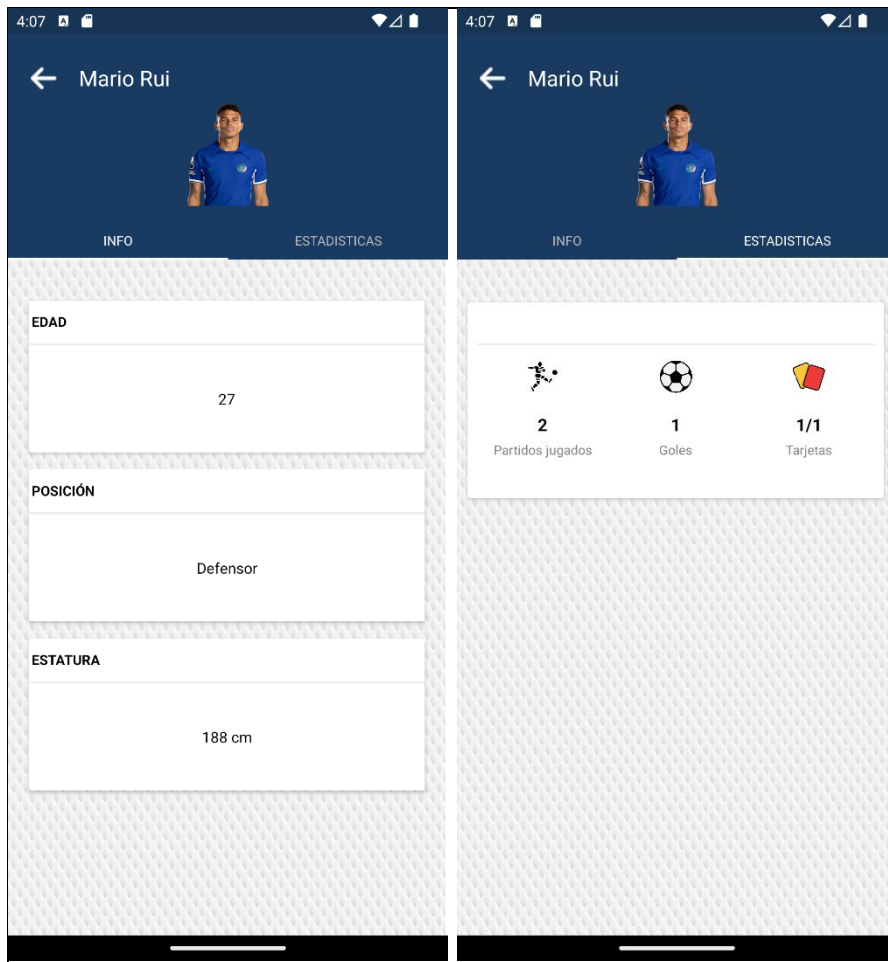 4:07
Mario Rui
INFO ESTADISTICAS
EDAD
27
POSICIÓN
Defensor
ESTATURA
188 cm
4:07
Mario Rui
INFO ESTADISTICAS
2 1 1/1
Partidos jugados Goles Tarjetas